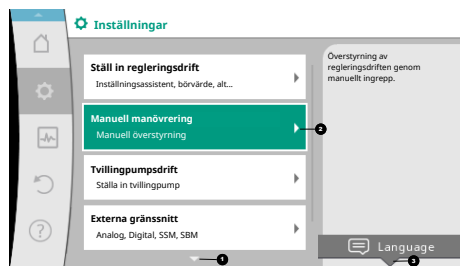 Inställningar
Ställ in regleringsdrift
Inställningsassistent, börvärde, alt...
Manuell manövrering
Manuell överstyrning
2
Tvillingpumpsdrift
Ställa in tvillingpump
Externa gränssnitt
Analog, Digital, SSM, SBM
1
Överstyrning av
regleringsdriften genom
manuellt ingrepp.
Language
3